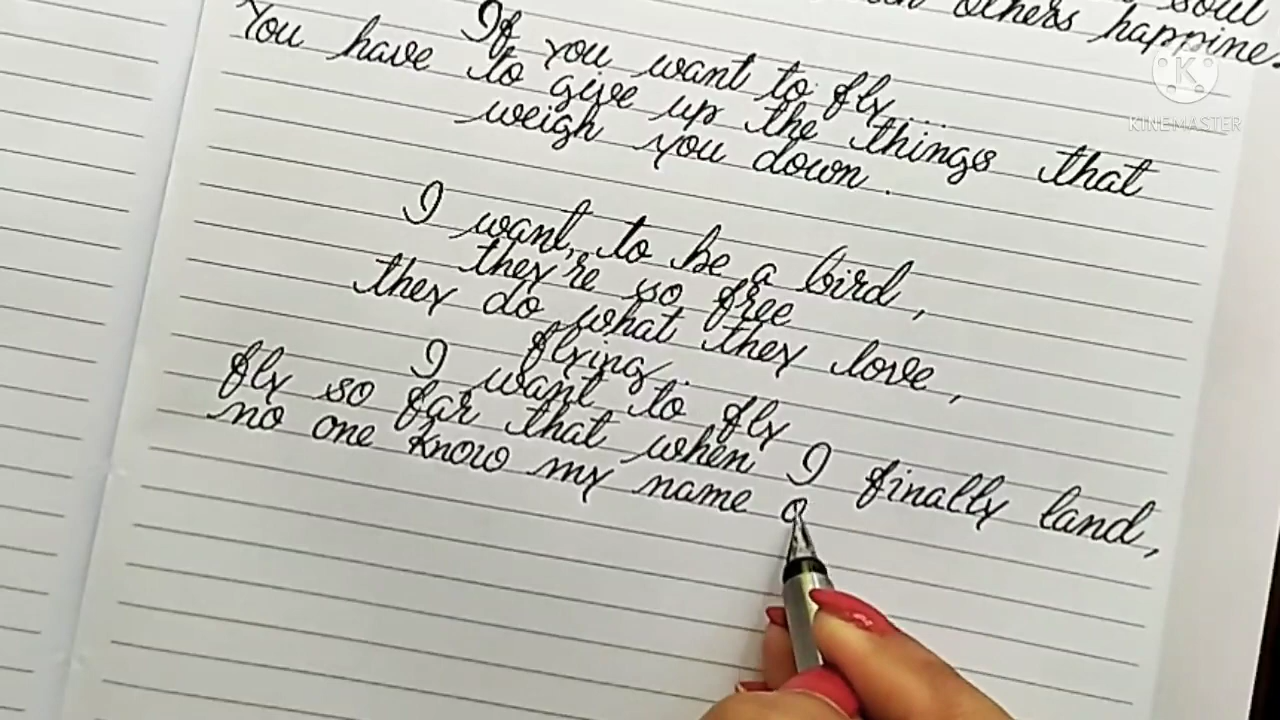 soul
others happine
If you want to fly....
You have to give up the things that
weigh you down.
I want to be a bird,
they're so free
they do what they love,
flying.
I want to fly
fly so far that when I finally land,
no one know my name a
K
KINEMASTER